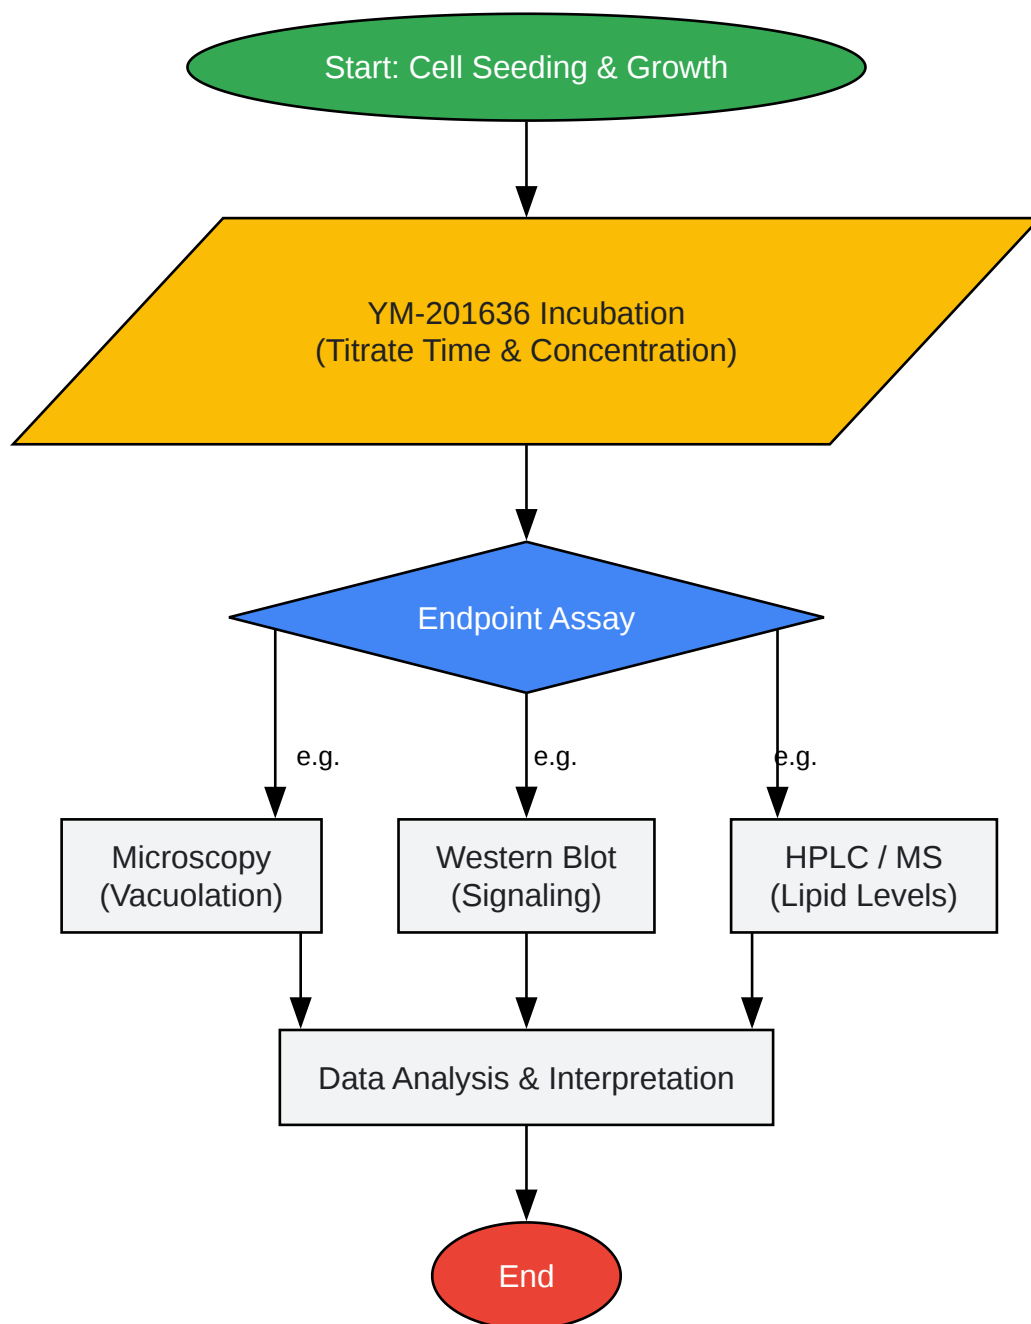 Start: Cell Seeding & Growth
YM-201636 Incubation
(Titrate Time & Concentration)
Endpoint Assay
e.g.
e.g.
e.g.
Microscopy
(Vacuolation)
Western Blot
(Signaling)
HPLC / MS
(Lipid Levels)
Data Analysis & Interpretation
End